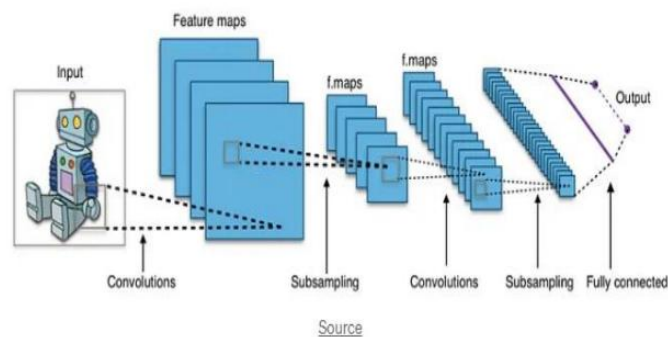 Feature maps
Input
f.maps
f.maps
Output
Convolutions
Subsampling
Convolutions
Subsampling
Fully connected
Source